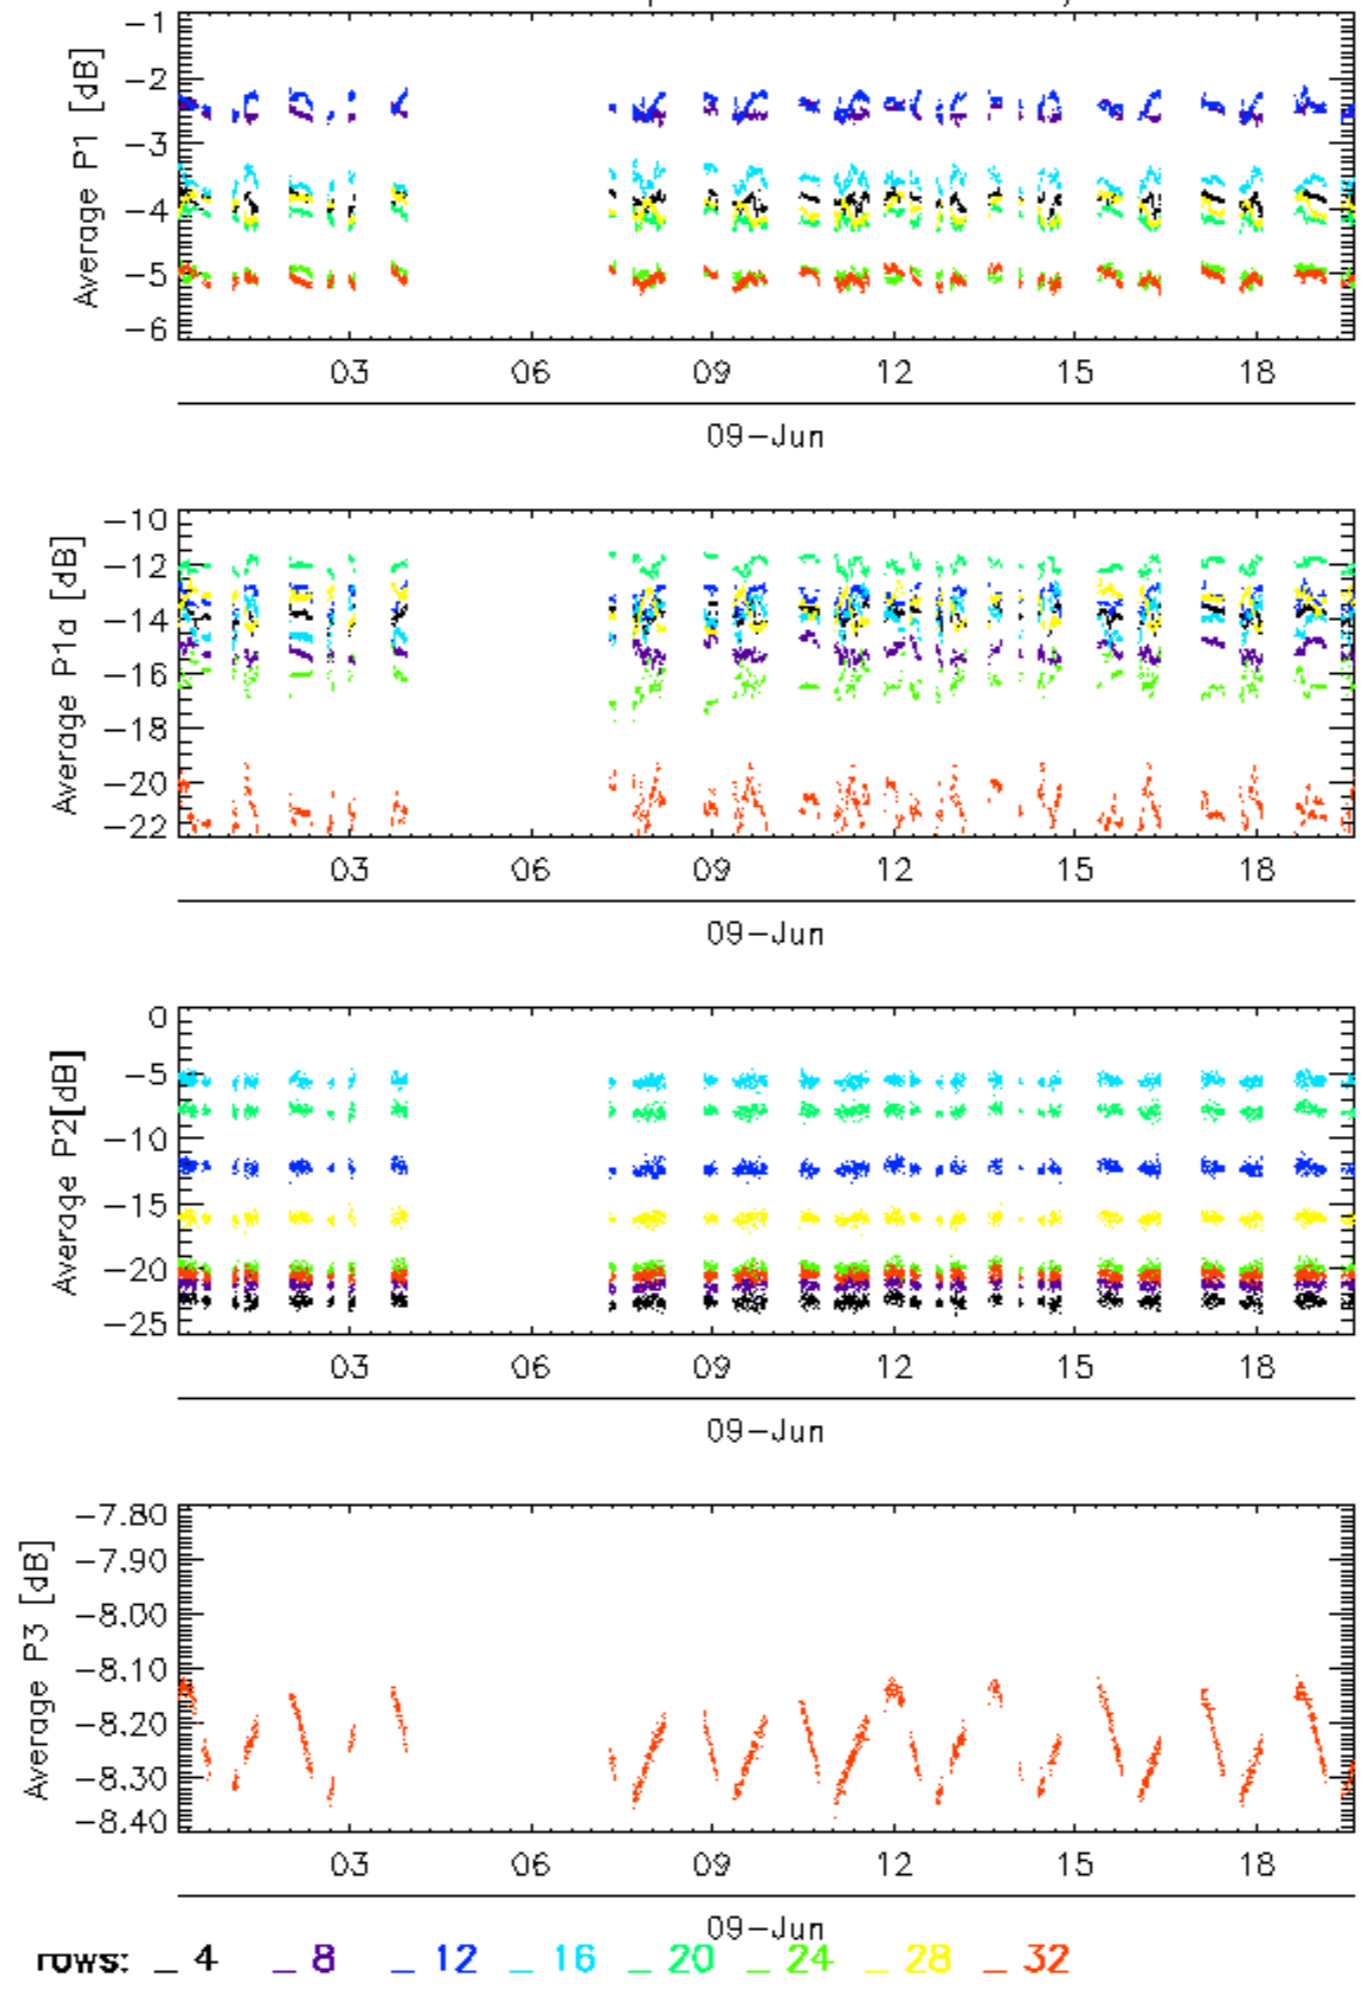 Average P1 [dB]
-1
-2
-3
-4
-5
-6
03 06 09 12 15 18
09-Jun
Average P1a [dB]
-10
-12
-14
-16
-18
-20
-22
03 06 09 12 15 18
09-Jun
Average P2[dB]
0
-5
-10
-15
-20
-25
03 06 09 12 15 18
09-Jun
Average P3 [dB]
-7.80
-7.90
-8.00
-8.10
-8.20
-8.30
-8.40
03 06 09 12 15 18
09-Jun
rows: _ 4 _ 8 _ 12 _ 16 _ 20 _ 24 _ 28 _ 32